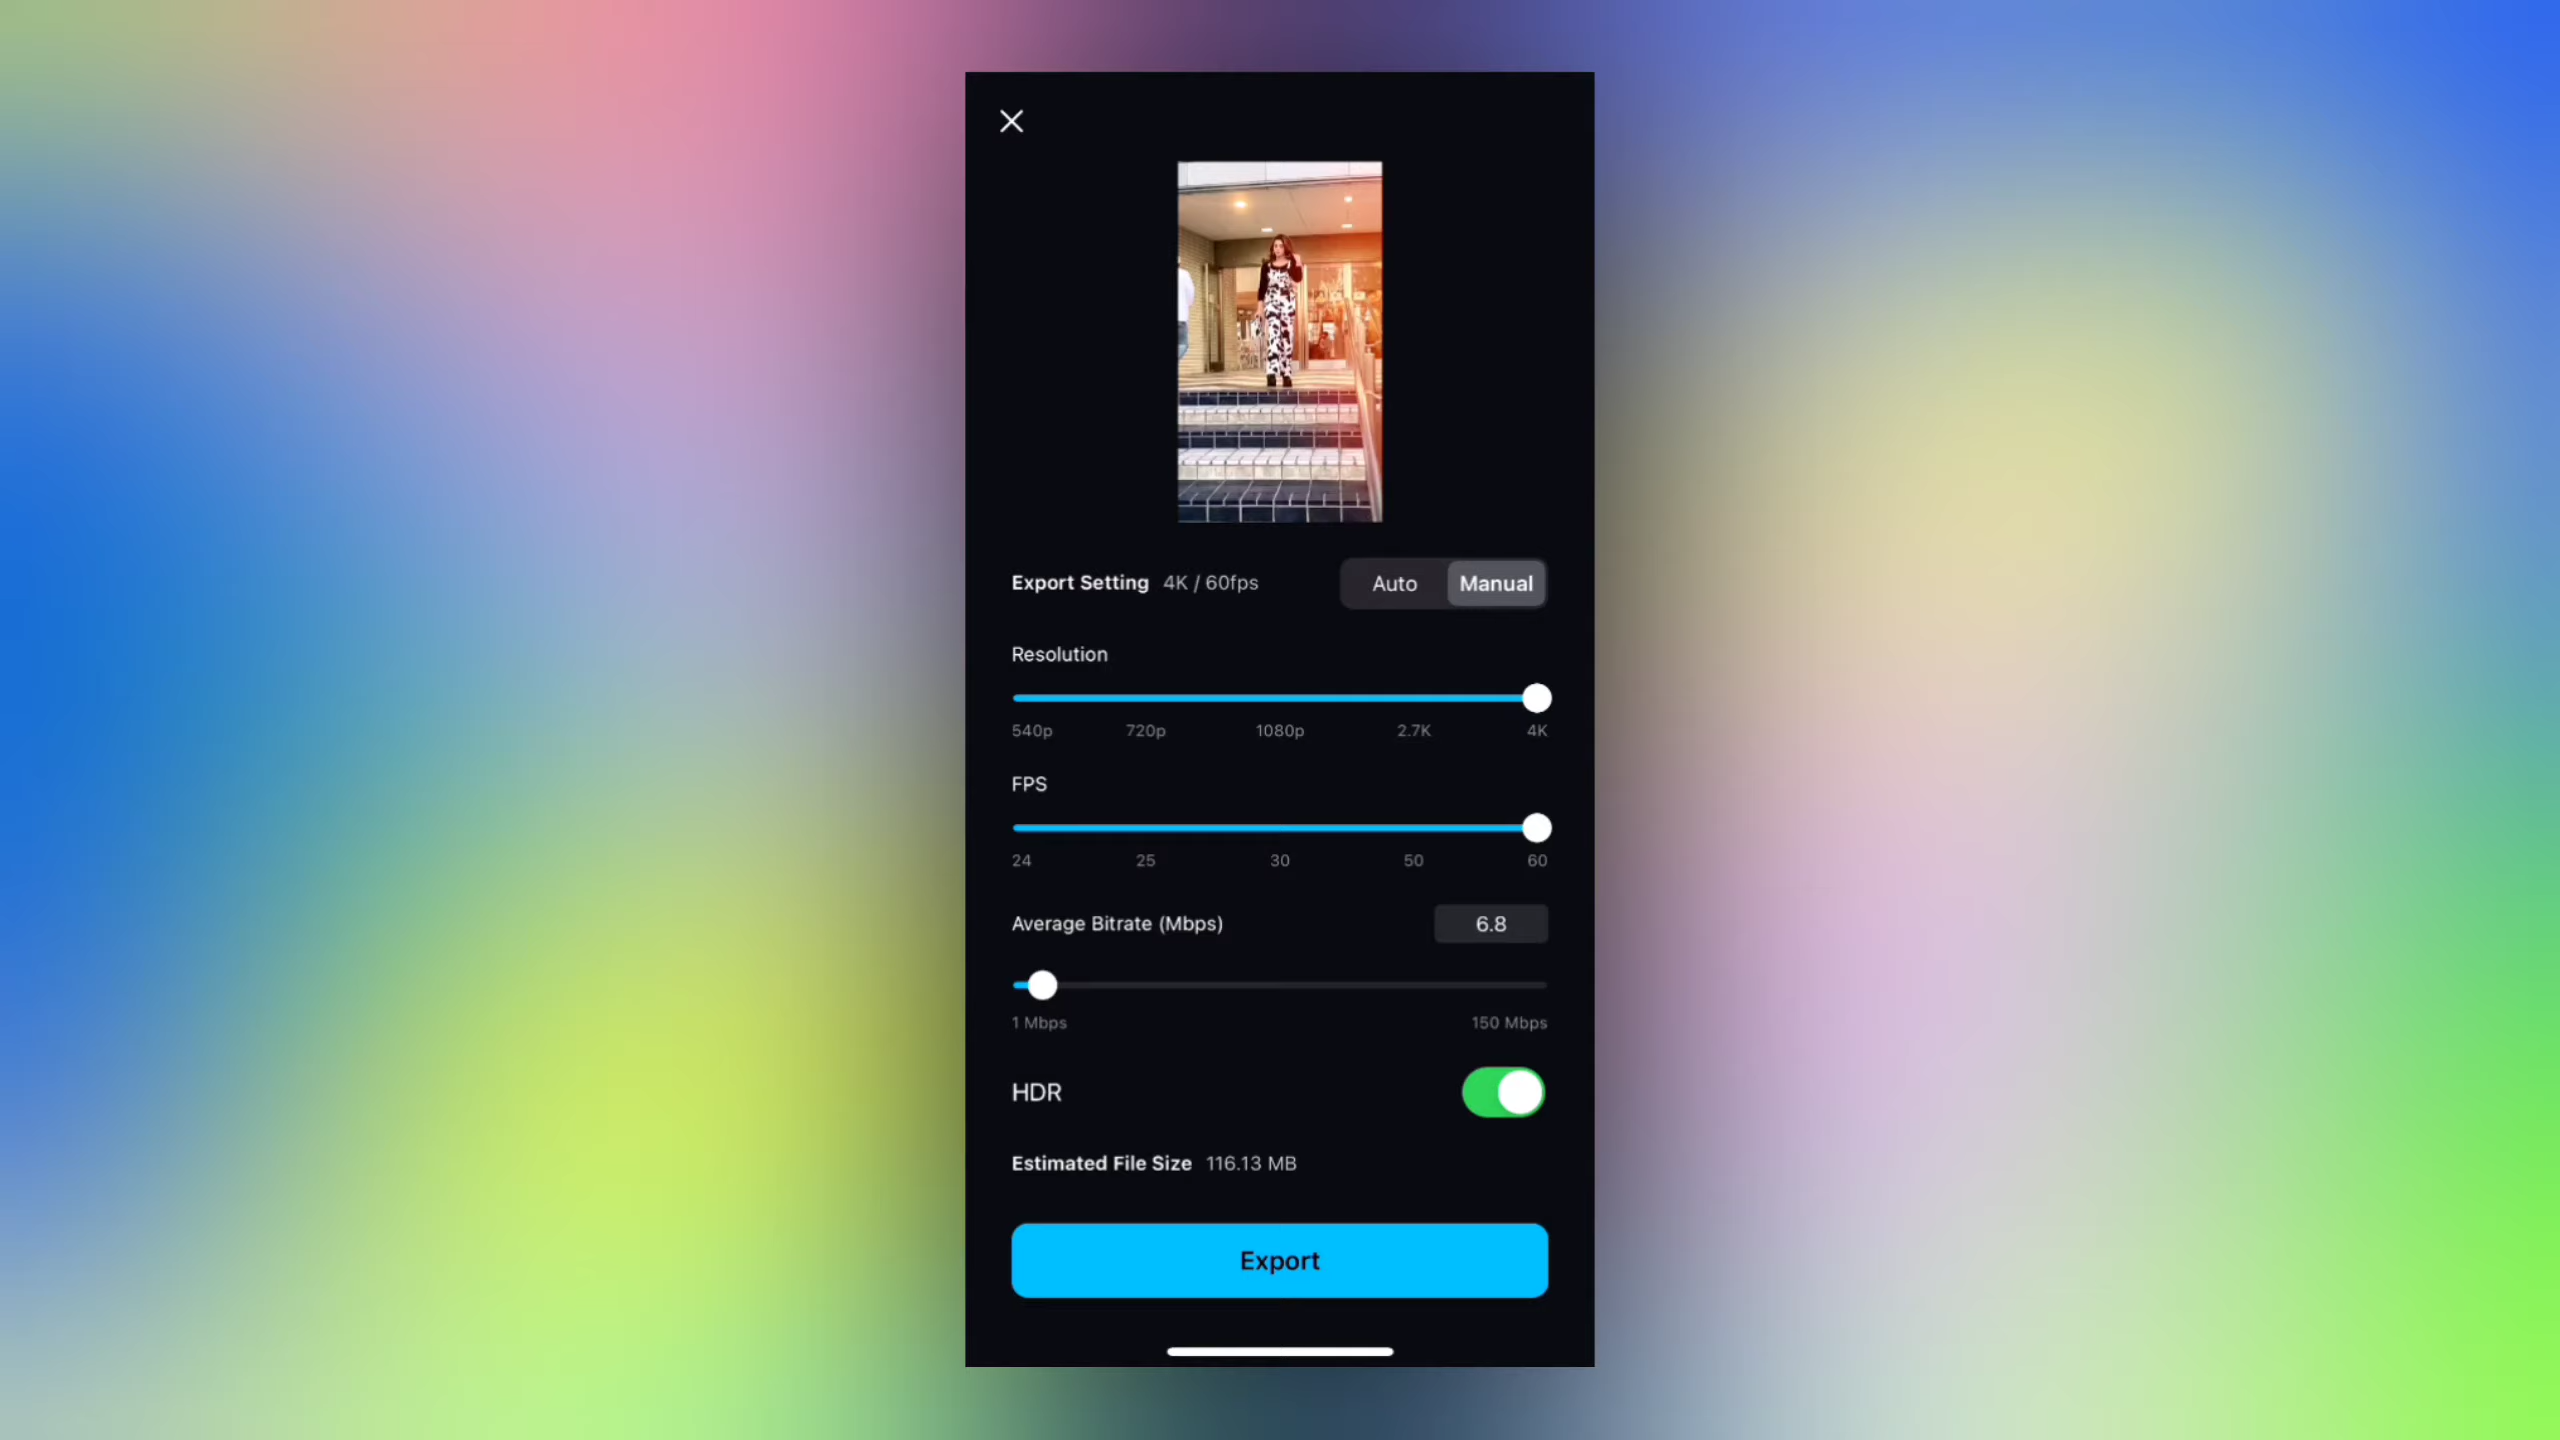 Export Setting 4K / 60fps Auto Manual
Resolution
540p 720p 1080p 2.7K 4K
FPS
24 25 30 50 60
Average Bitrate (Mbps) 6.8
1 Mbps 150 Mbps
HDR
Estimated File Size 116.13 MB
Export